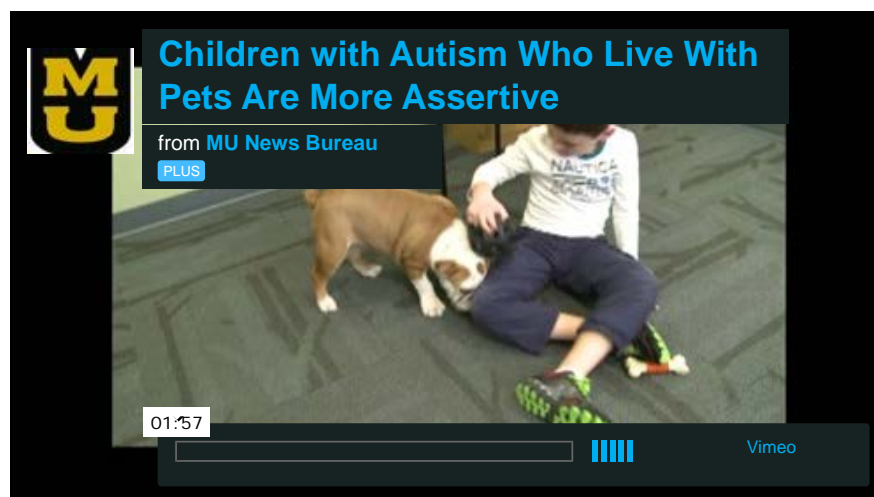 MU
Children with Autism Who Live With
Pets Are More Assertive
from MU News Bureau
PLUS
NAUTICA
01:57
Vimeo